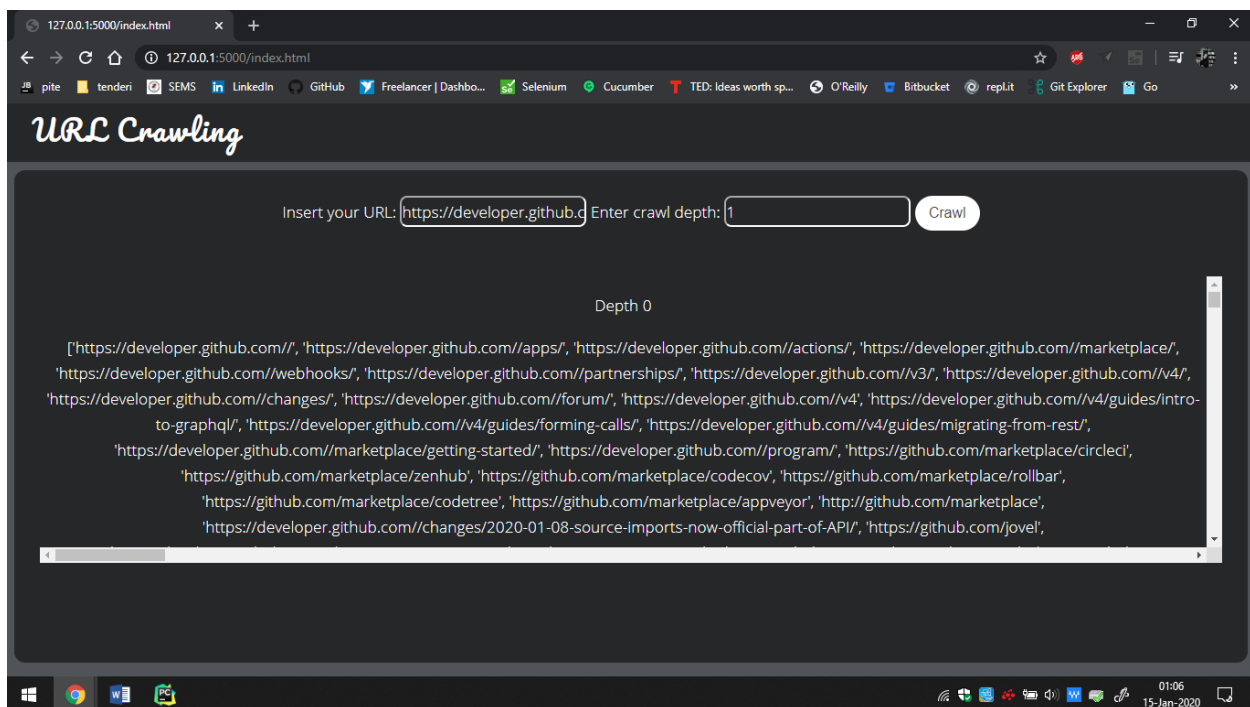 127.0.0.1:5000/index.html
127.0.0.1:5000/index.html
pite tenderi SEMS LinkedIn GitHub Freelancer | Dashbo... Selenium Cucumber TED: Ideas worth sp... O'Reilly Bitbucket repl.it Git Explorer Go »
URL Crawling
Insert your URL: https://developer.github.c Enter crawl depth: 1 Crawl
Depth 0
['https://developer.github.com//', 'https://developer.github.com//apps/', 'https://developer.github.com//actions/', 'https://developer.github.com//marketplace/',
'https://developer.github.com//webhooks/', 'https://developer.github.com//partnerships/', 'https://developer.github.com//v3/', 'https://developer.github.com//v4/',
'https://developer.github.com//changes/', 'https://developer.github.com//forum/', 'https://developer.github.com//v4', 'https://developer.github.com//v4/guides/intro-
to-graphql/', 'https://developer.github.com//v4/guides/forming-calls/', 'https://developer.github.com//v4/guides/migrating-from-rest/',
'https://developer.github.com//marketplace/getting-started/', 'https://developer.github.com//program/', 'https://github.com/marketplace/circleci',
'https://github.com/marketplace/zenhub', 'https://github.com/marketplace/codecov', 'https://github.com/marketplace/rollbar',
'https://github.com/marketplace/codetree', 'https://github.com/marketplace/appveyor', 'http://github.com/marketplace',
'https://developer.github.com//changes/2020-01-08-source-imports-now-official-part-of-API/', 'https://github.com/jovel',
01:06
15-Jan-2020